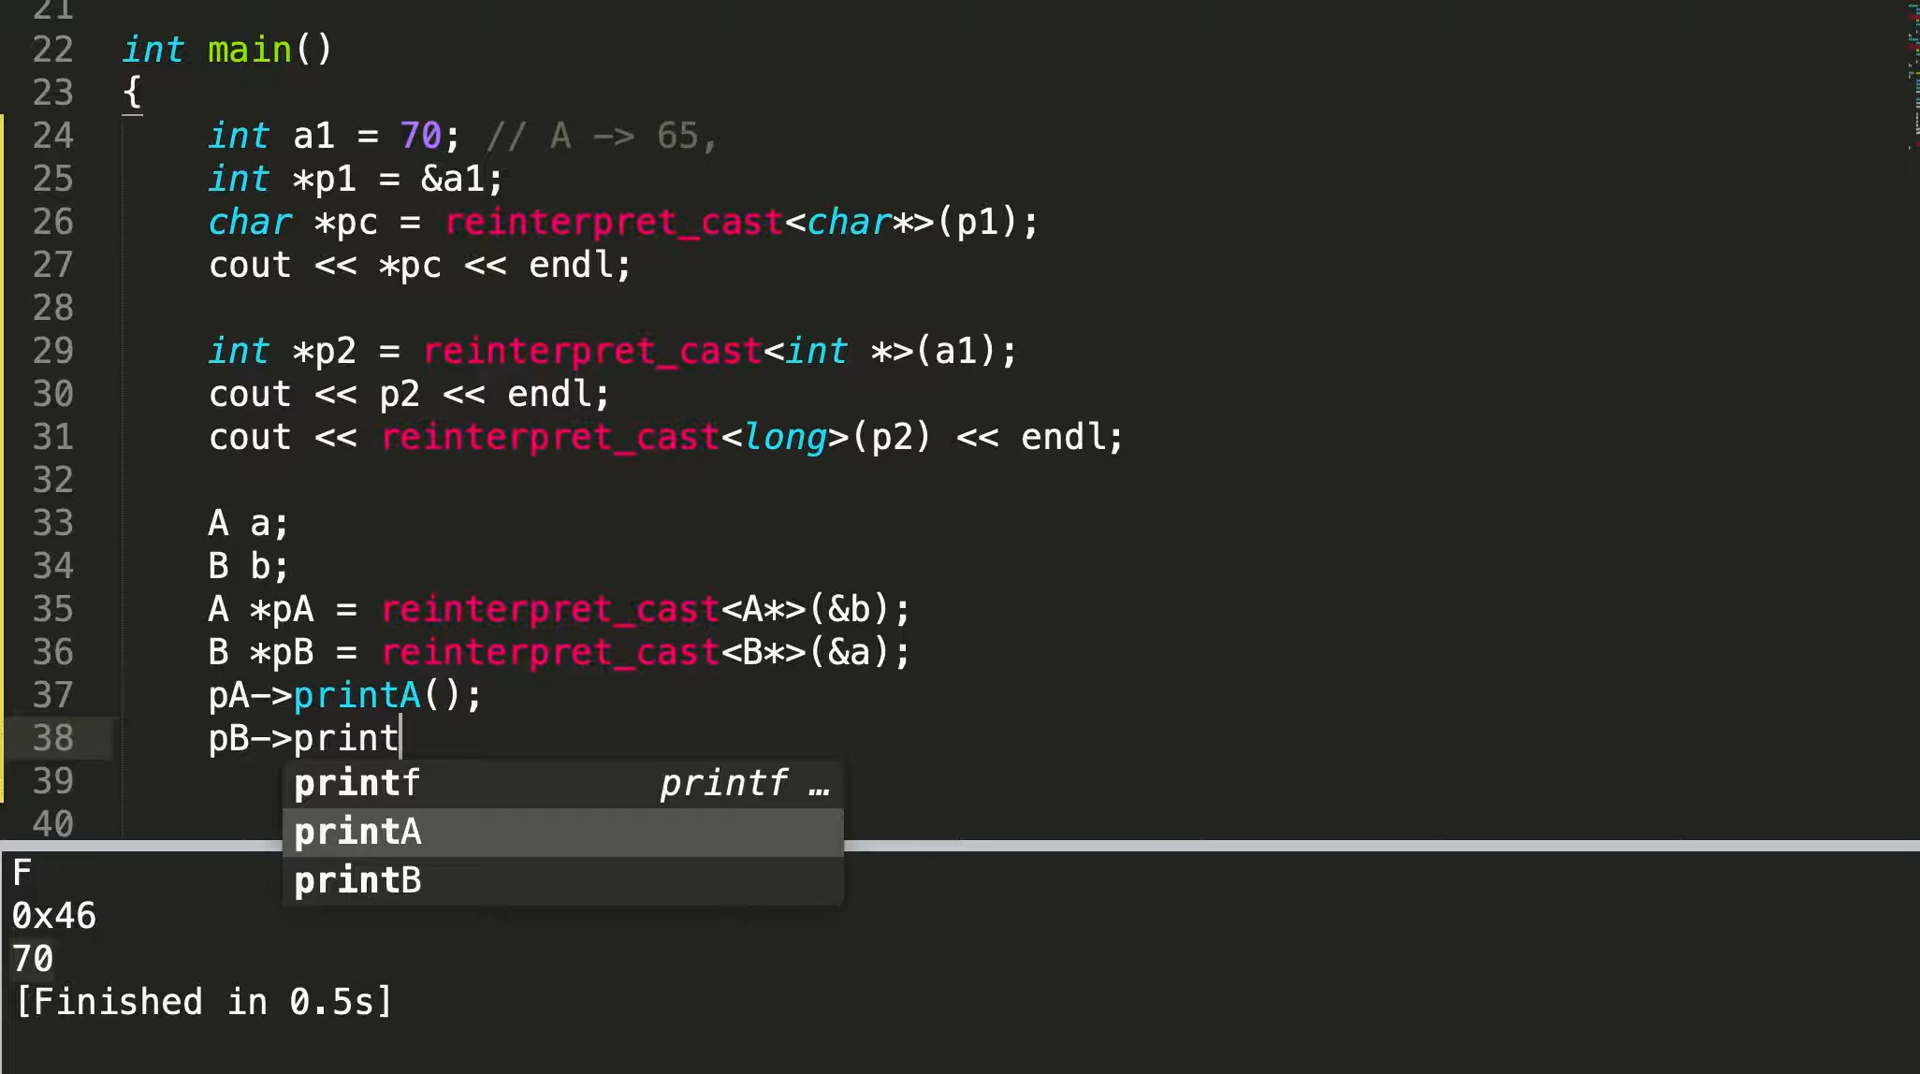 21
22 int main()
23 {
24 int a1 = 70; // A -> 65,
25 int *p1 = &a1;
26 char *pc = reinterpret_cast<char*>(p1);
27 cout << *pc << endl;
28
29 int *p2 = reinterpret_cast<int *>(a1);
30 cout << p2 << endl;
31 cout << reinterpret_cast<long>(p2) << endl;
32
33 A a;
34 B b;
35 A *pA = reinterpret_cast<A*>(&b);
36 B *pB = reinterpret_cast<B*>(&a);
37 pA->printA();
38 pB->print
39 printf printf …
printA
40
printB
F
0x46
70
[Finished in 0.5s]